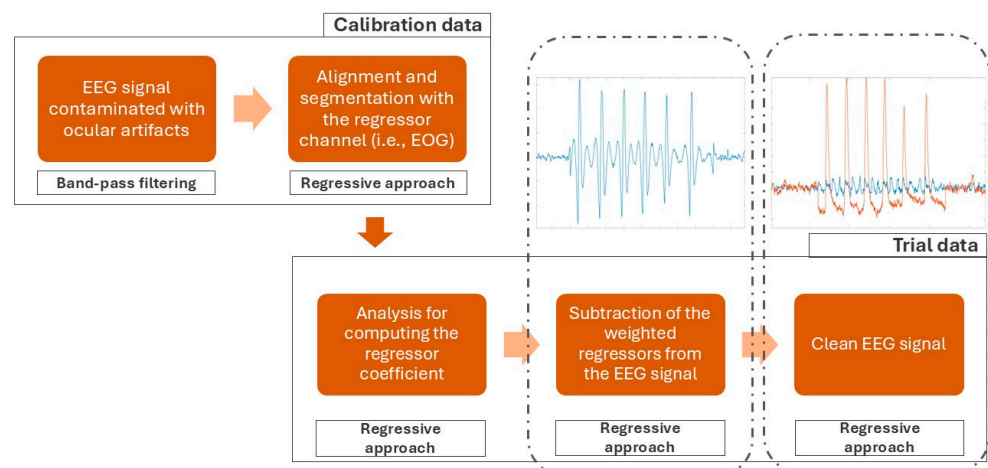 Calibration data
EEG signal
contaminated with
ocular artifacts
Alignment and
segmentation with
the regressor
channel (i.e., EOG)
Band-pass filtering
Regressive approach
Trial data
Analysis for
computing the
regressor
coefficient
Subtraction of the
weighted
regressors from
the EEG signal
Clean EEG signal
Regressive
approach
Regressive
approach
Regressive
approach